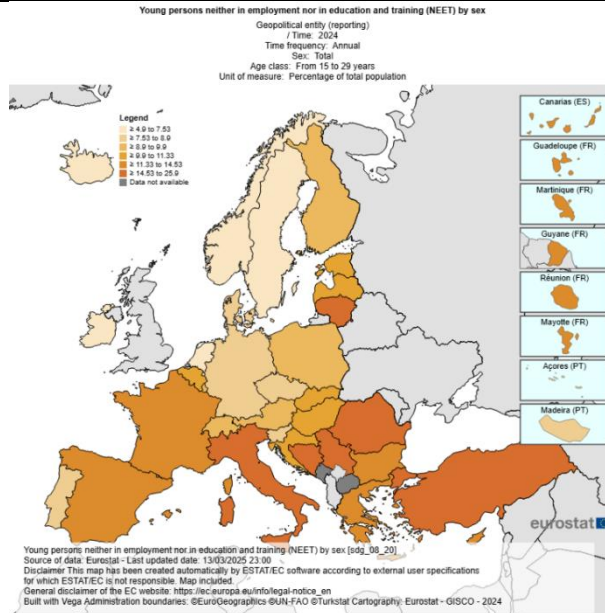 Young persons neither in employment nor in education and training (NEET) by sex
Geopolitical entity (reporting)
/ Time: 2024
Time frequency: Annual
Sex: Total
Age class: From 15 to 29 years
Unit of measure: Percentage of total population
Legend
≥ 4.9 to 7.53
≥ 7.53 to 8.9
≥ 8.9 to 9.9
≥ 9.9 to 11.33
≥ 11.33 to 14.53
≥ 14.53 to 25.9
Data not available
Canarias (ES)
Guadeloupe (FR)
Martinique (FR)
Guyane (FR)
Réunion (FR)
Mayotte (FR)
Açores (PT)
Madeira (PT)
eurostat
Young persons neither in employment nor in education and training (NEET) by sex [sdg_08_20]
Source of data: Eurostat - Last updated date: 13/03/2025 23:00
Disclaimer This map has been created automatically by ESTAT/EC software according to external user specifications
for which ESTAT/EC is not responsible. Map included.
General disclaimer of the EC website: https://ec.europa.eu/info/legal-notice_en
Built with Vega Administration boundaries: ©EuroGeographics ©UN-FAO ©Turkstat Cartography: Eurostat - GISCO - 2024